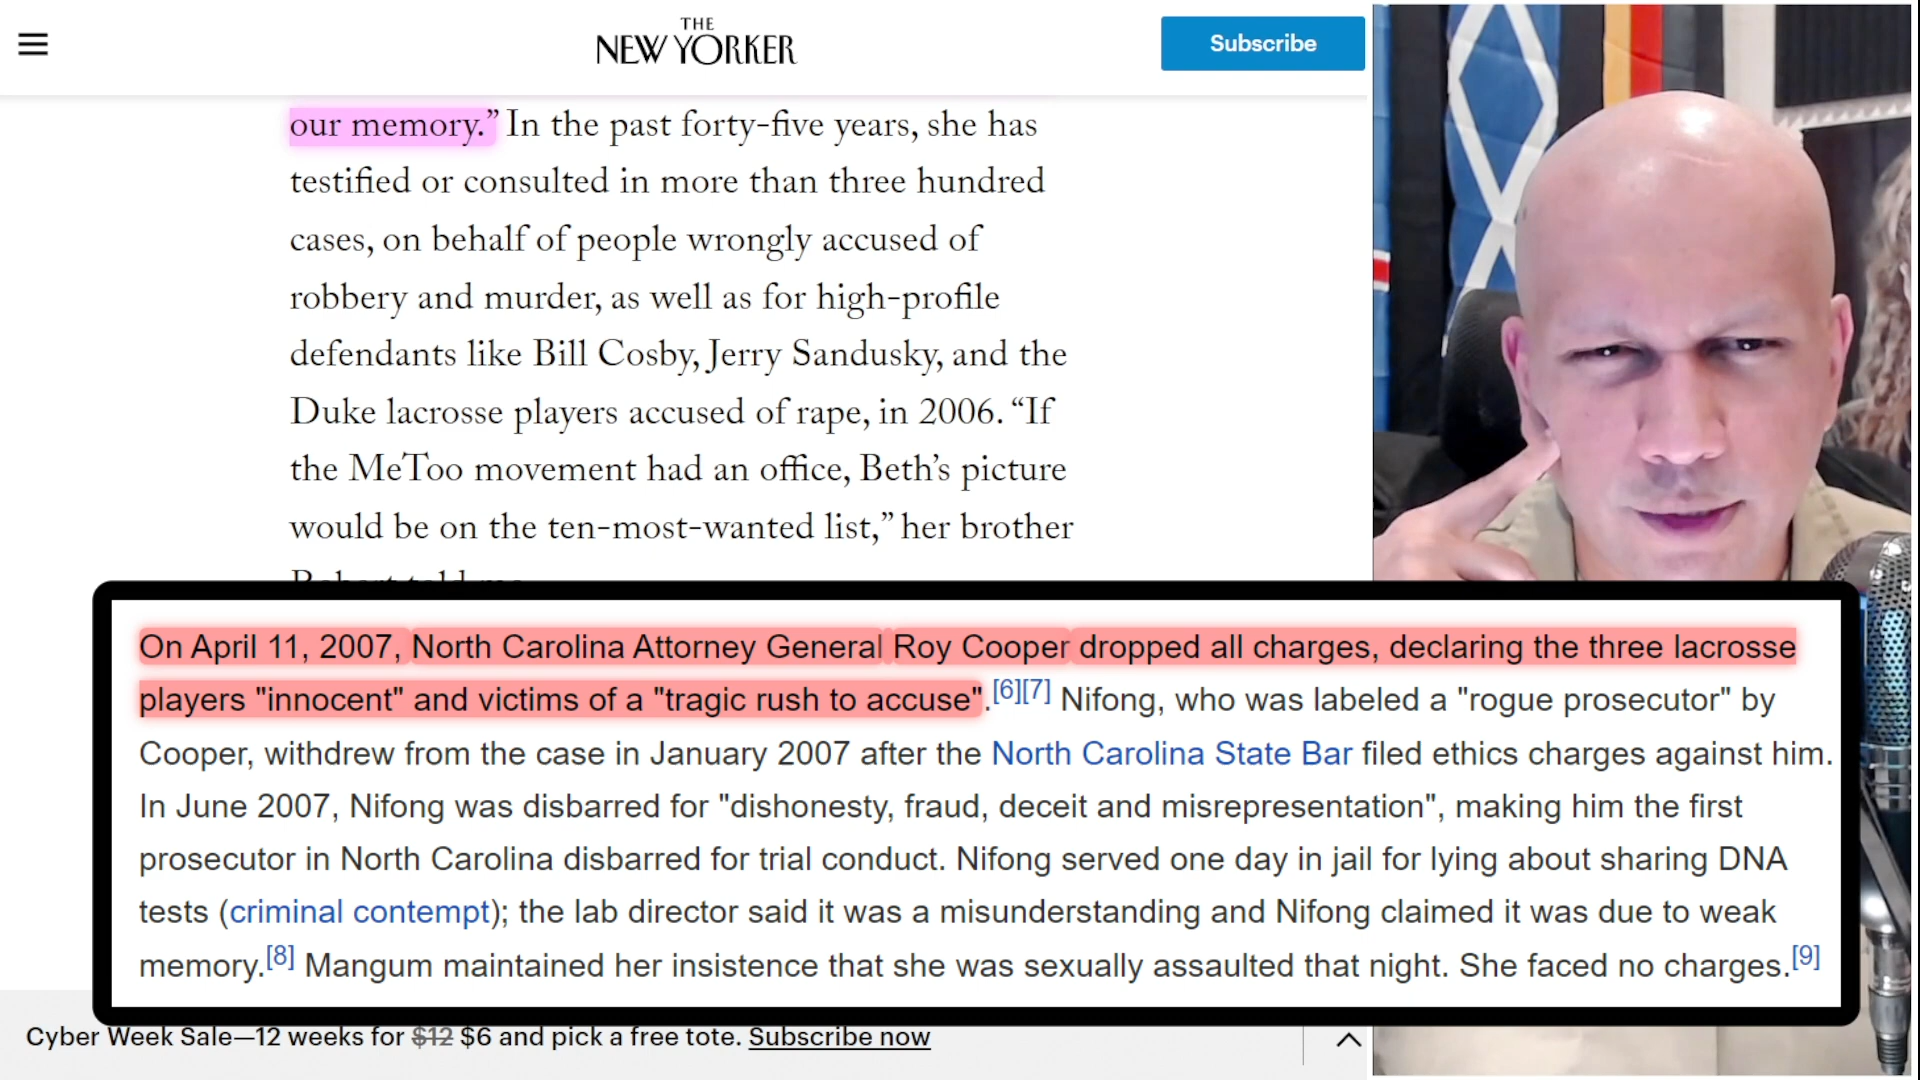 THE
NEW YORKER
Subscribe
our memory.” In the past forty-five years, she has
testified or consulted in more than three hundred
cases, on behalf of people wrongly accused of
robbery and murder, as well as for high-profile
defendants like Bill Cosby, Jerry Sandusky, and the
Duke lacrosse players accused of rape, in 2006. “If
the MeToo movement had an office, Beth’s picture
would be on the ten-most-wanted list,” her brother
On April 11, 2007, North Carolina Attorney General Roy Cooper dropped all charges, declaring the three lacrosse
players "innocent" and victims of a "tragic rush to accuse".[6][7] Nifong, who was labeled a "rogue prosecutor" by
Cooper, withdrew from the case in January 2007 after the North Carolina State Bar filed ethics charges against him.
In June 2007, Nifong was disbarred for "dishonesty, fraud, deceit and misrepresentation", making him the first
prosecutor in North Carolina disbarred for trial conduct. Nifong served one day in jail for lying about sharing DNA
tests (criminal contempt); the lab director said it was a misunderstanding and Nifong claimed it was due to weak
memory.[8] Mangum maintained her insistence that she was sexually assaulted that night. She faced no charges.[9]
Cyber Week Sale—12 weeks for $12 $6 and pick a free tote. Subscribe now